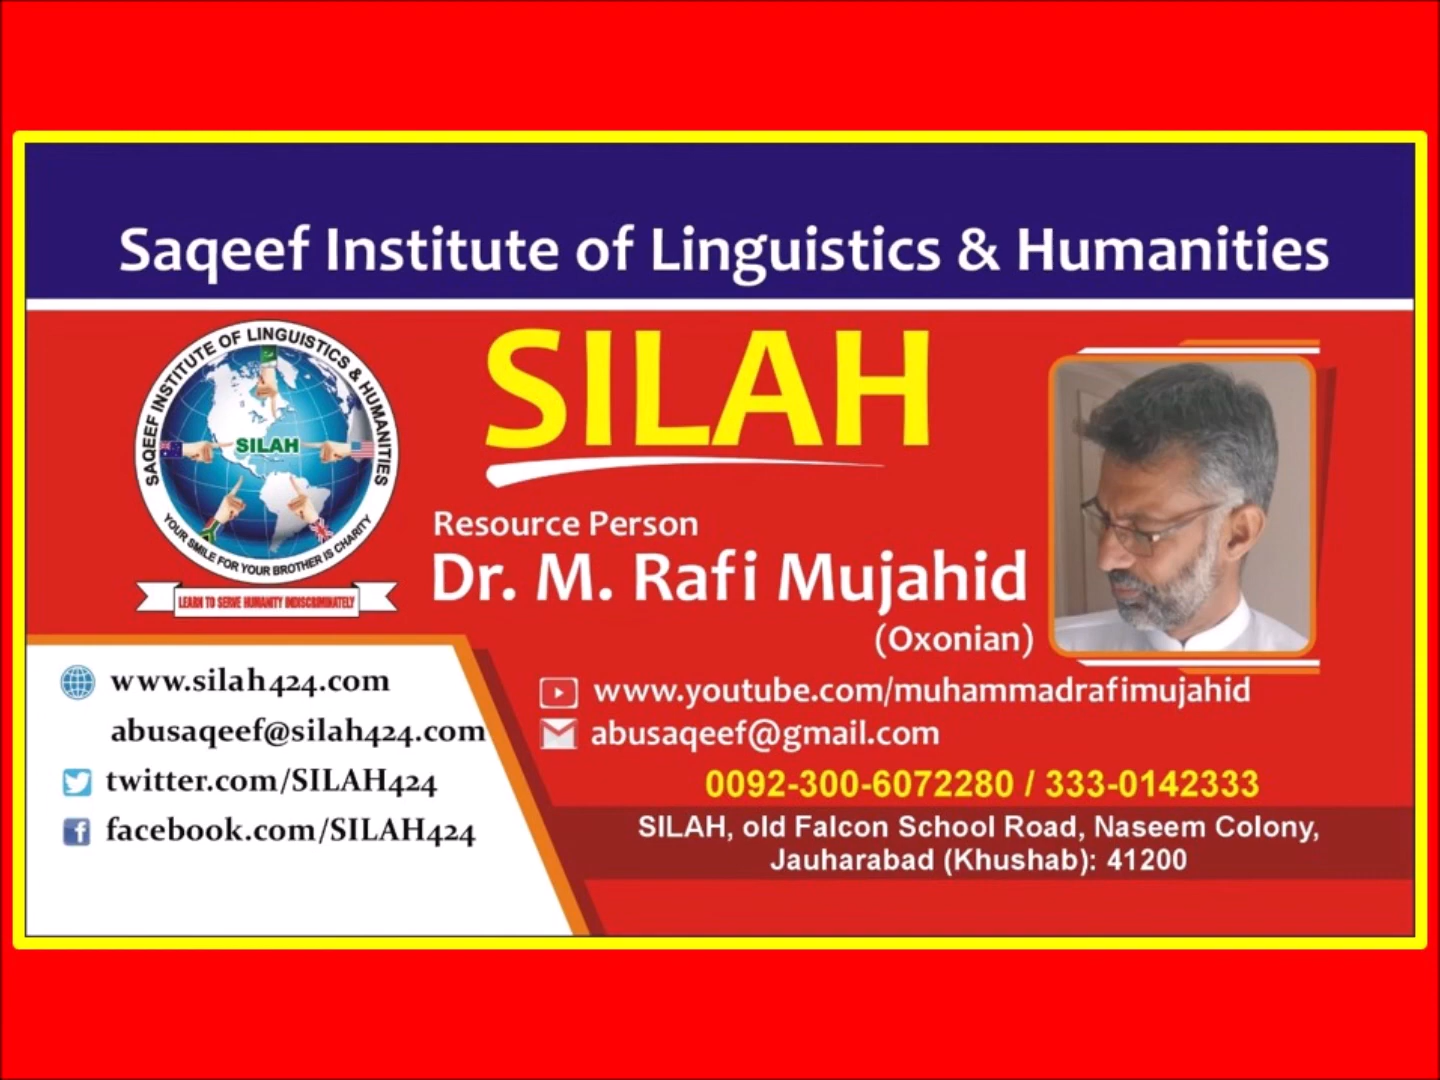 Saqeef Institute of Linguistics & Humanities
SAQEEF INSTITUTE OF LINGUISTICS & HUMANITIES
SILAH
YOUR SMILE FOR YOUR BROTHER IS CHARITY
LEARN TO SERVE HUMANITY INDISCRIMINATELY
SILAH
Resource Person
Dr. M. Rafi Mujahid
(Oxonian)
www.silah424.com
abusaqeef@silah424.com
twitter.com/SILAH424
facebook.com/SILAH424
www.youtube.com/muhammadrafimujahid
abusaqeef@gmail.com
0092-300-6072280 / 333-0142333
SILAH, old Falcon School Road, Naseem Colony,
Jauharabad (Khushab): 41200